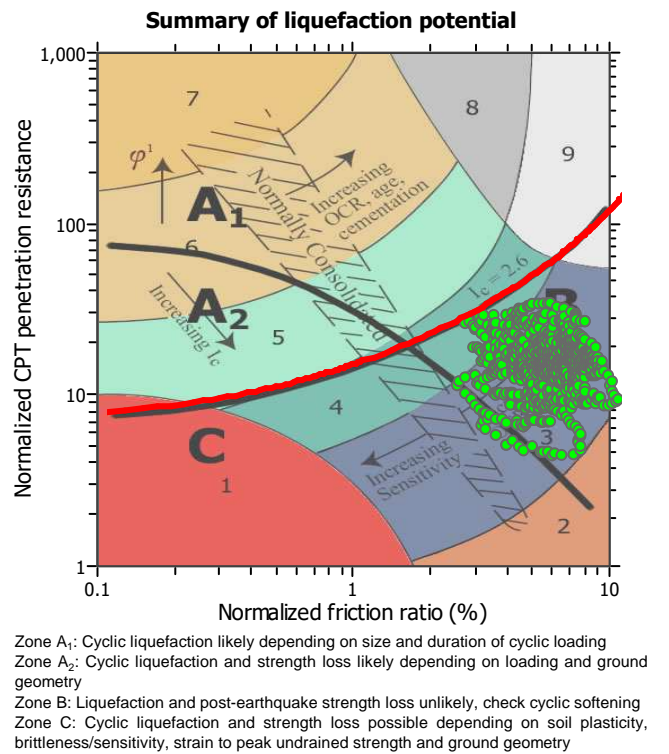 Summary of liquefaction potential
Normalized CPT penetration resistance
1,000
100
10
1
0.1
1
10
Normalized friction ratio (%)
7
8
9
φ¹
A₁
Normally Consolidated
Increasing
OCR, age,
cementation
6
A₂
Increasing Ic
5
Ic = 2.6
B
4
3
C
1
Increasing
Sensitivity
2
Zone A₁: Cyclic liquefaction likely depending on size and duration of cyclic loading
Zone A₂: Cyclic liquefaction and strength loss likely depending on loading and ground
geometry
Zone B: Liquefaction and post-earthquake strength loss unlikely, check cyclic softening
Zone C: Cyclic liquefaction and strength loss possible depending on soil plasticity,
brittleness/sensitivity, strain to peak undrained strength and ground geometry